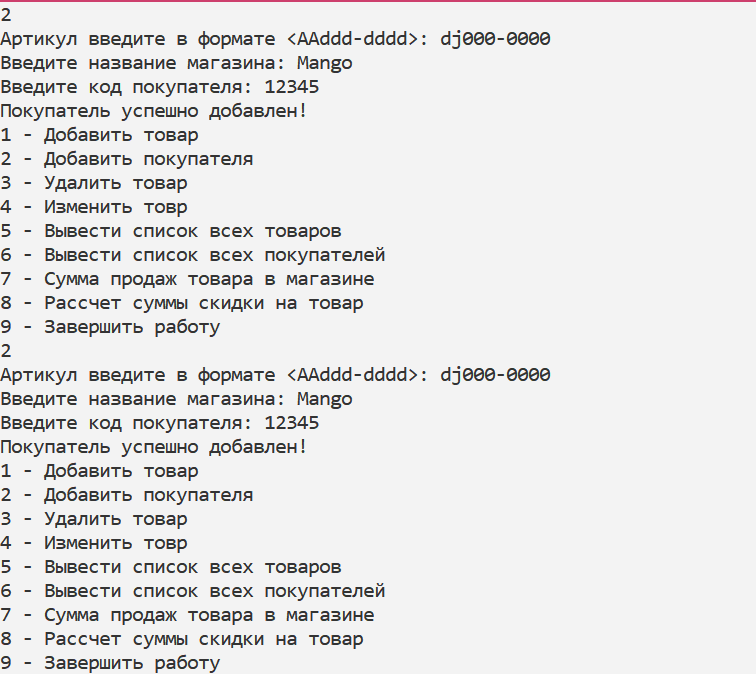 2
Артикул введите в формате <AAddd-dddd>: dj000-0000
Введите название магазина: Mango
Введите код покупателя: 12345
Покупатель успешно добавлен!
1 - Добавить товар
2 - Добавить покупателя
3 - Удалить товар
4 - Изменить товр
5 - Вывести список всех товаров
6 - Вывести список всех покупателей
7 - Сумма продаж товара в магазине
8 - Рассчет суммы скидки на товар
9 - Завершить работу
2
Артикул введите в формате <AAddd-dddd>: dj000-0000
Введите название магазина: Mango
Введите код покупателя: 12345
Покупатель успешно добавлен!
1 - Добавить товар
2 - Добавить покупателя
3 - Удалить товар
4 - Изменить товр
5 - Вывести список всех товаров
6 - Вывести список всех покупателей
7 - Сумма продаж товара в магазине
8 - Рассчет суммы скидки на товар
9 - Завершить работу